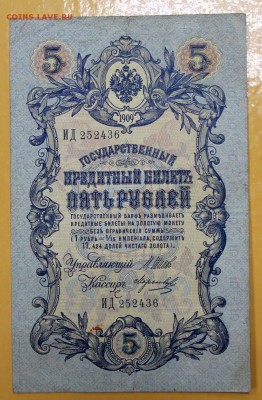 COINS-LAVE.RU
5 5
1909
ИД 252436
ГОСУДАРСТВЕННЫЙ
КРЕДИТНЫЙ БИЛЕТЪ
ПЯТЬ РУБЛЕЙ
ГОСУДАРСТВЕННЫЙ БАНКЪ РАЗМѢНИВАЕТЪ
КРЕДИТНЫЕ БИЛЕТЫ НА ЗОЛОТУЮ МОНЕТУ
БЕЗЪ ОГРАНИЧЕНІЯ СУММЫ
(1 РУБЛЬ = 1/15 ИМПЕРІАЛА, СОДЕРЖИТЪ
17,424 ДОЛЕЙ ЧИСТАГО ЗОЛОТА).
Управляющій
Кассиръ
ИД 252436
5